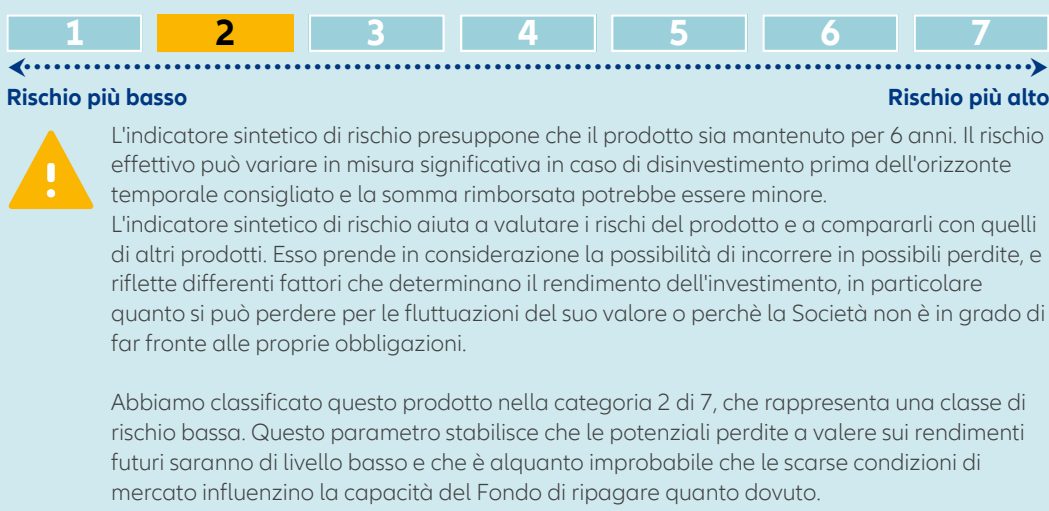 1 2 3 4 5 6 7
Rischio più basso Rischio più alto
L'indicatore sintetico di rischio presuppone che il prodotto sia mantenuto per 6 anni. Il rischio
effettivo può variare in misura significativa in caso di disinvestimento prima dell'orizzonte
temporale consigliato e la somma rimborsata potrebbe essere minore.
L'indicatore sintetico di rischio aiuta a valutare i rischi del prodotto e a compararli con quelli
di altri prodotti. Esso prende in considerazione la possibilità di incorrere in possibili perdite, e
riflette differenti fattori che determinano il rendimento dell'investimento, in particolare
quanto si può perdere per le fluttuazioni del suo valore o perchè la Società non è in grado di
far fronte alle proprie obbligazioni.
Abbiamo classificato questo prodotto nella categoria 2 di 7, che rappresenta una classe di
rischio bassa. Questo parametro stabilisce che le potenziali perdite a valere sui rendimenti
futuri saranno di livello basso e che è alquanto improbabile che le scarse condizioni di
mercato influenzino la capacità del Fondo di ripagare quanto dovuto.